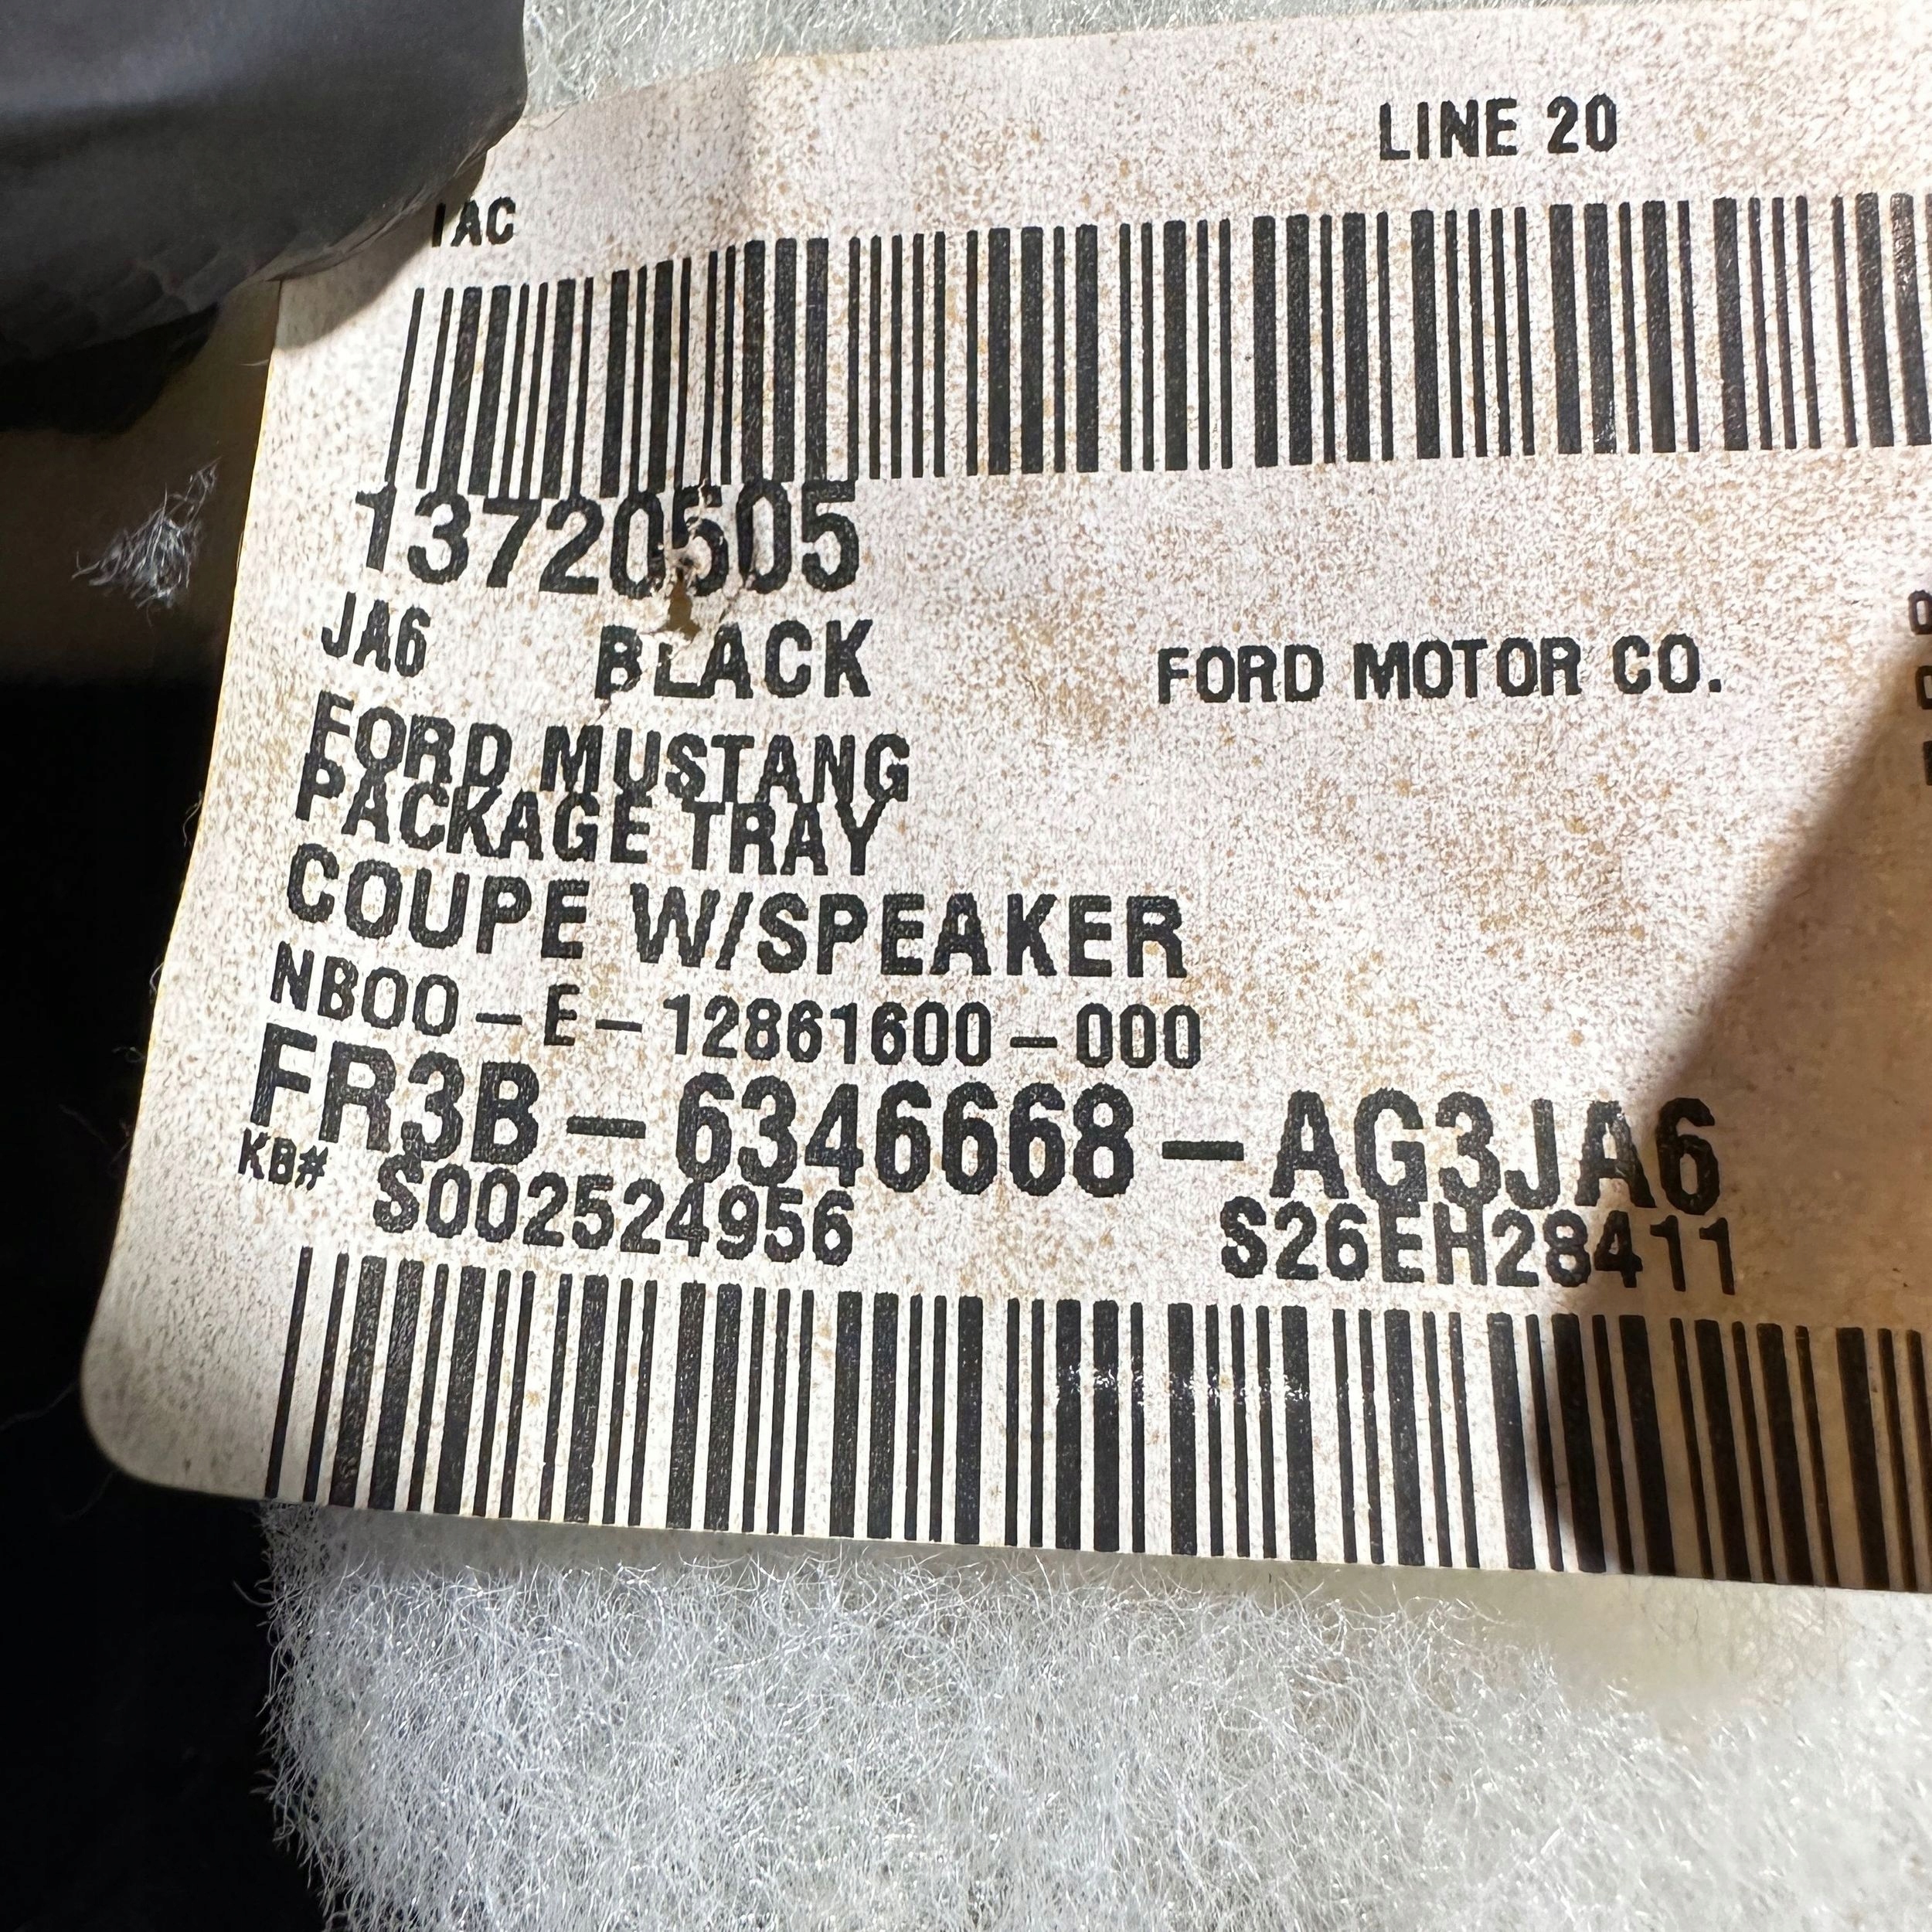 LINE 20
IAC
13720505
JA6 BLACK FORD MOTOR CO.
FORD MUSTANG
PACKAGE TRAY
COUPE W/SPEAKER
NB00-E-12861600-000
FR3B-6346668-AG3JA6
KB# S002524956 S26EH28411